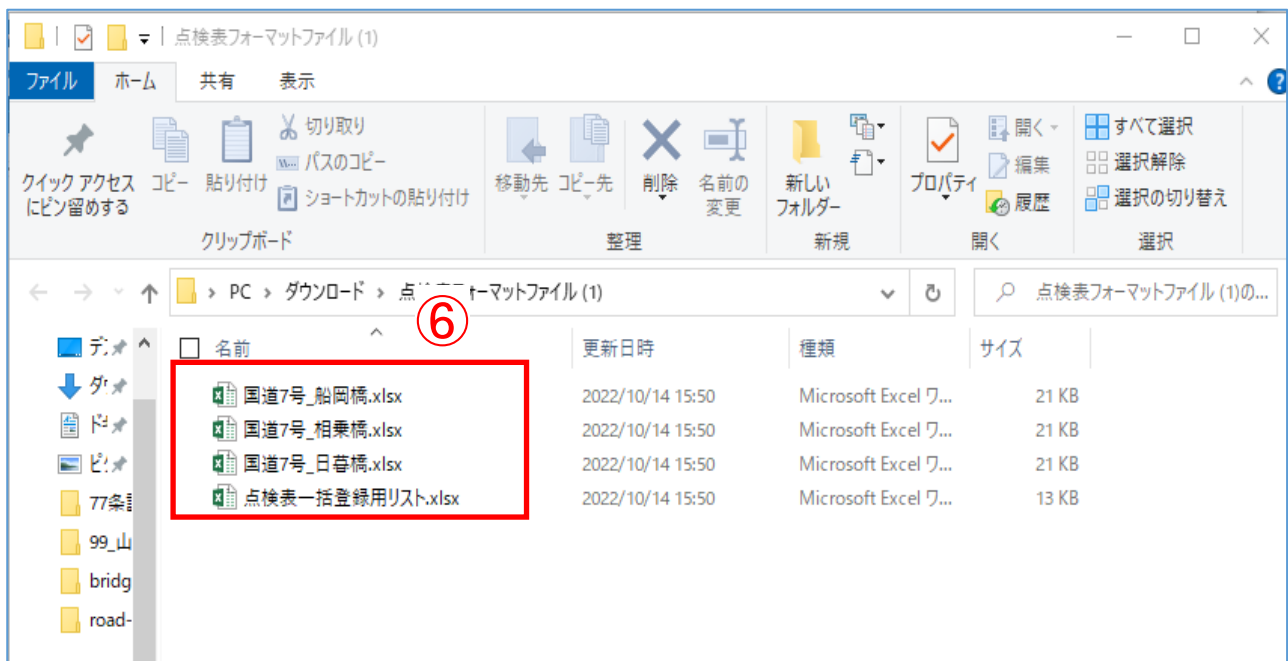 点検表フォーマットファイル (1)
ファイル ホーム 共有 表示
クイック アクセス
にピン留めする
コピー
貼り付け
切り取り
パスのコピー
ショートカットの貼り付け
クリップボード
移動先 コピー先 削除 名前の
変更
整理
新しい
フォルダー
新規
プロパティ
開く
編集
履歴
開く
すべて選択
選択解除
選択の切り替え
選択
PC ダウンロード 点検表フォーマットファイル (1)
点検表フォーマットファイル (1)の...
⑥
名前 更新日時 種類 サイズ
国道7号_船岡橋.xlsx 2022/10/14 15:50 Microsoft Excel ワ... 21 KB
国道7号_相乗橋.xlsx 2022/10/14 15:50 Microsoft Excel ワ... 21 KB
国道7号_日暮橋.xlsx 2022/10/14 15:50 Microsoft Excel ワ... 21 KB
点検表一括登録用リスト.xlsx 2022/10/14 15:50 Microsoft Excel ワ... 13 KB
77条
99_山
bridg
road-